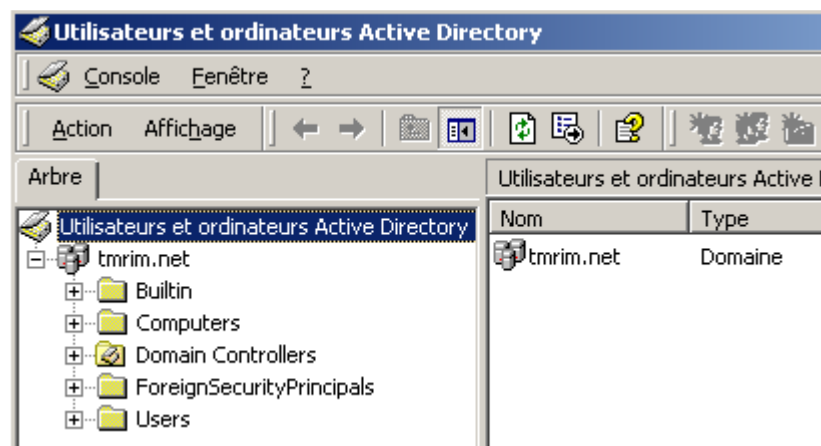 Utilisateurs et ordinateurs Active Directory
Console Fenêtre ?
Action Affichage
Arbre
Utilisateurs et ordinateurs Active
Utilisateurs et ordinateurs Active Directory
Nom Type
tmrim.net
tmrim.net Domaine
Builtin
Computers
Domain Controllers
ForeignSecurityPrincipals
Users